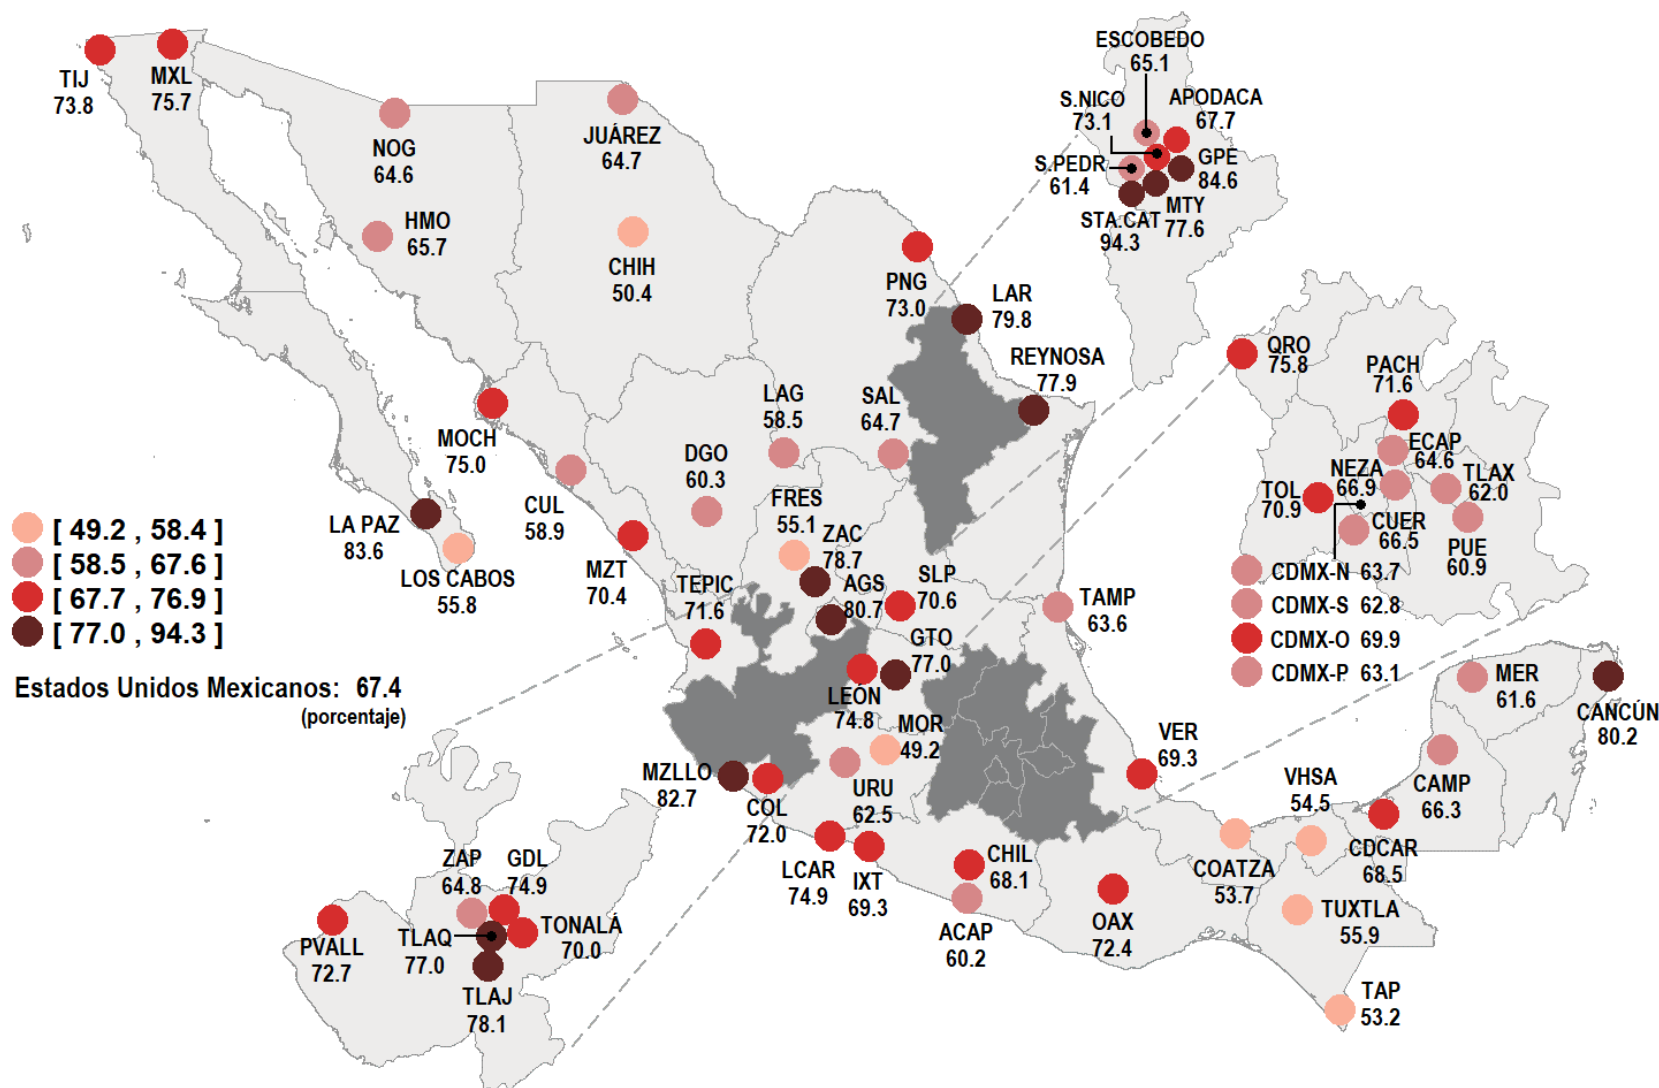 TIJ
73.8
MXL
75.7
NOG
64.6
HMO
65.7
JUÁREZ
64.7
CHIH
50.4
ESCOBEDO
65.1
S.NICO
73.1
APODACA
67.7
S.PEDR
61.4
GPE
84.6
MTY
77.6
STA.CAT
94.3
PNG
73.0
LAR
79.8
REYNOSA
77.9
QRO
75.8
PACH
71.6
ECAP
64.6
NEZA
66.9
TLAX
62.0
TOL
70.9
CUER
66.5
PUE
60.9
CDMX-N 63.7
CDMX-S 62.8
CDMX-O 69.9
CDMX-P 63.1
MOCH
75.0
CUL
58.9
LAG
58.5
SAL
64.7
DGO
60.3
FRES
55.1
ZAC
78.7
AGS
80.7
SLP
70.6
TAMP
63.6
LA PAZ
83.6
LOS CABOS
55.8
MZT
70.4
TEPIC
71.6
GTO
77.0
LEÓN
74.8
MOR
49.2
URU
62.5
MZLLO
82.7
COL
72.0
LCAR
74.9
IXT
69.3
CHIL
68.1
ACAP
60.2
OAX
72.4
VER
69.3
COATZA
53.7
VHSA
54.5
CDCAR
68.5
CAMP
66.3
MER
61.6
CANCÚN
80.2
TUXTLA
55.9
TAP
53.2
[ 49.2 , 58.4 ]
[ 58.5 , 67.6 ]
[ 67.7 , 76.9 ]
[ 77.0 , 94.3 ]
Estados Unidos Mexicanos: 67.4
(porcentaje)
ZAP
64.8
GDL
74.9
TONALÁ
70.0
PVALL
72.7
TLAQ
77.0
TLAJ
78.1